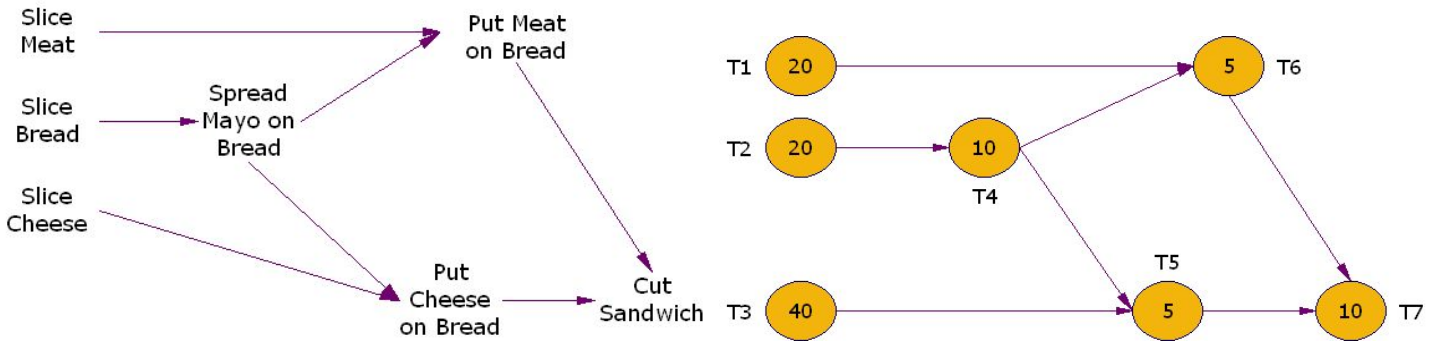 Slice
Meat
Put Meat
on Bread
Slice
Bread
Spread
Mayo on
Bread
Slice
Cheese
Put
Cheese
on Bread
Cut
Sandwich
T1
20
5
T6
T2
20
10
T4
T5
T3
40
5
10
T7